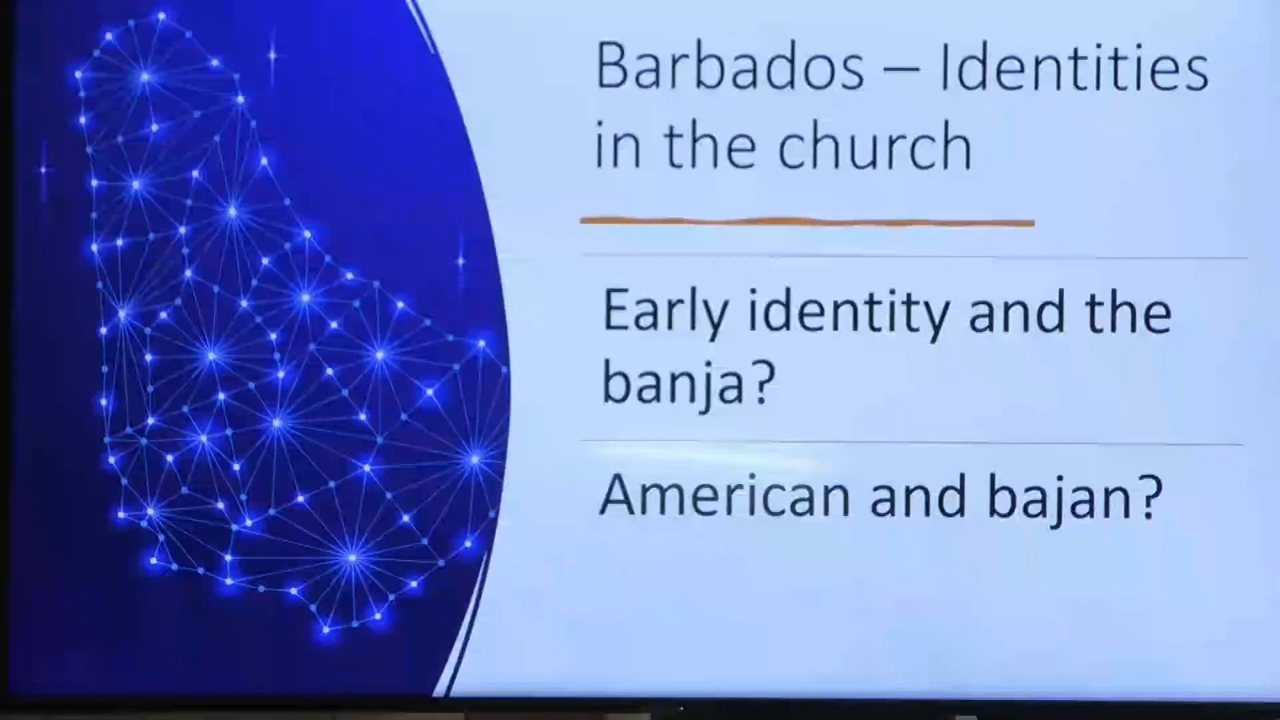 Barbados – Identities
in the church
Early identity and the
banja?
American and bajan?